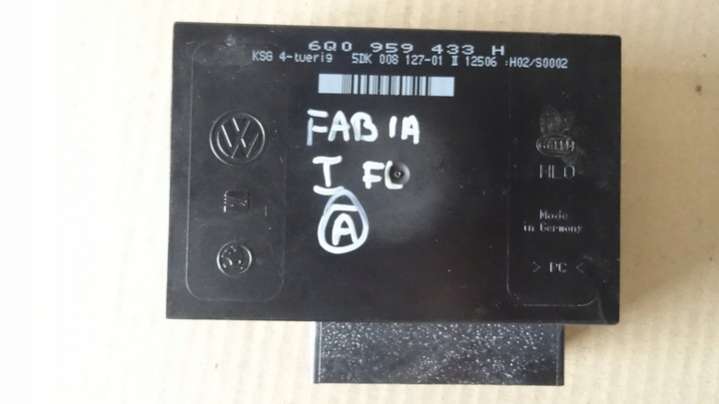 6Q0 959 433 H
KSG 4-tueri9 5DK 008 127-01 II 12506 :H02/S0002
FABIA
I FL
A
HLO
Made
in Germany
> PC <